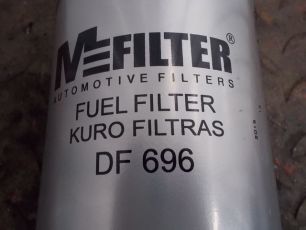 MFILTER®
AUTOMOTIVE FILTERS
FUEL FILTER
KURO FILTRAS
DF 696